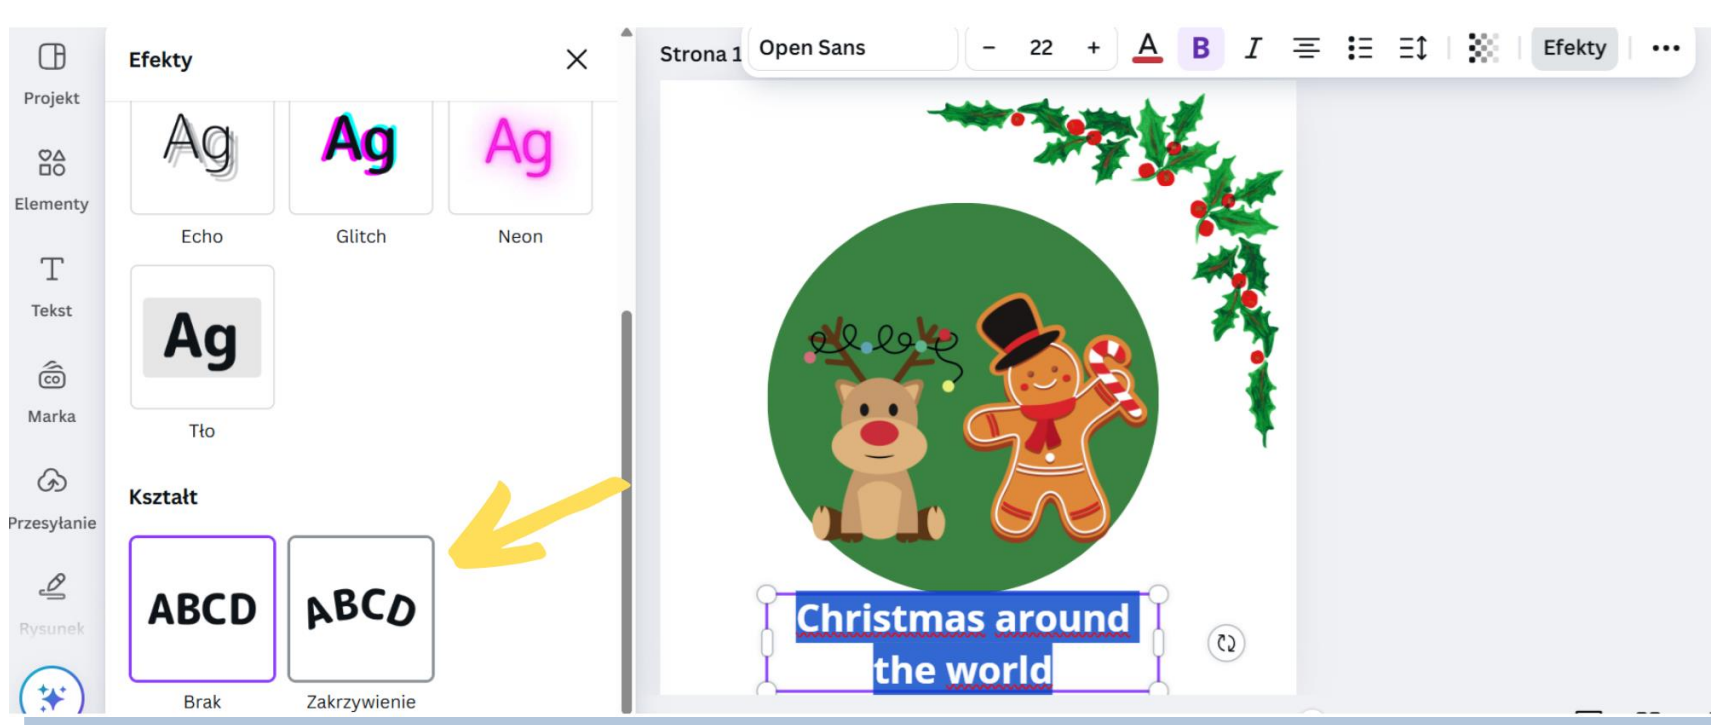 Projekt
Elementy
Tekst
CO
Marka
Przesyłanie
Rysunek
Efekty
Ag
Ag
Ag
Echo
Glitch
Neon
Ag
Tło
Kształt
ABCD
ABCD
Brak
Zakrzywienie
Strona 1
Open Sans
– 22 +
A
B
I
Efekty
Christmas around
the world